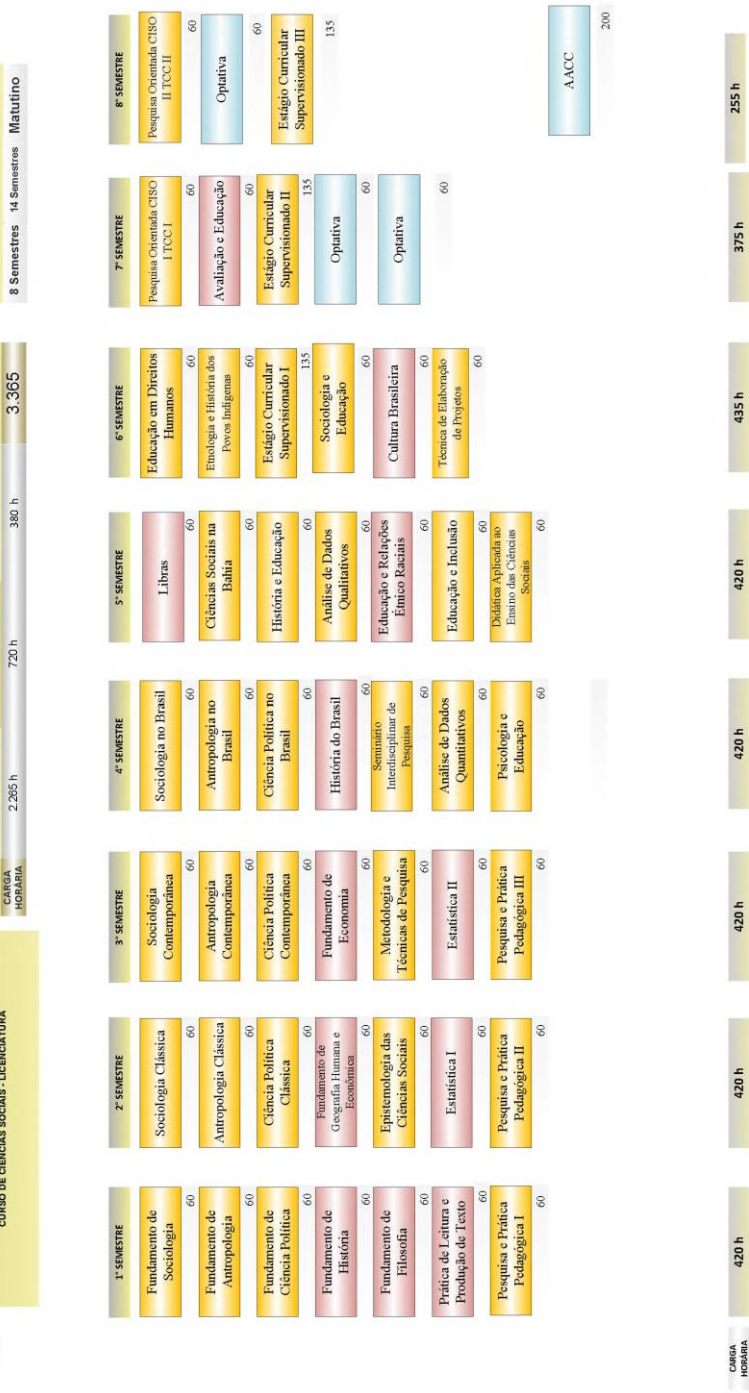 CURSO DE CIÊNCIAS SOCIAIS - LICENCIATURA
CARGA
HORÁRIA
2.265 h
720 h
380 h
3.365
8 Semestres
14 Semestres
Matutino
1º SEMESTRE
Fundamento de
Sociologia
60
Fundamento de
Antropologia
60
Fundamento de
Ciência Política
60
Fundamento de
História
60
Fundamento de
Filosofia
60
Prática de Leitura e
Produção de Texto
60
Pesquisa e Prática
Pedagógica I
60
2º SEMESTRE
Sociologia Clássica
60
Antropologia Clássica
60
Ciência Política
Clássica
60
Fundamento de
Geografia Humana e
Econômica
60
Epistemologia das
Ciências Sociais
60
Estatística I
60
Pesquisa e Prática
Pedagógica II
60
3º SEMESTRE
Sociologia
Contemporânea
60
Antropologia
Contemporânea
60
Ciência Política
Contemporânea
60
Fundamento de
Economia
60
Metodologia e
Técnicas de Pesquisa
60
Estatística II
60
Pesquisa e Prática
Pedagógica III
60
4º SEMESTRE
Sociologia no Brasil
60
Antropologia no
Brasil
60
Ciência Política no
Brasil
60
História do Brasil
60
Seminário
Interdisciplinar de
Pesquisa
60
Análise de Dados
Quantitativos
60
Psicologia e
Educação
60
5º SEMESTRE
Libras
60
Ciências Sociais na
Bahia
60
História e Educação
60
Análise de Dados
Qualitativos
60
Educação e Relações
Étnico Raciais
60
Educação e Inclusão
60
Didática Aplicada ao
Ensino das Ciências
Sociais
60
6º SEMESTRE
Educação em Direitos
Humanos
60
Etnologia e História dos
Povos Indígenas
60
Estágio Curricular
Supervisionado I
135
Sociologia e
Educação
60
Cultura Brasileira
60
Técnica de Elaboração
de Projetos
60
7º SEMESTRE
Pesquisa Orientada CISO
I TCC I
60
Avaliação e Educação
60
Estágio Curricular
Supervisionado II
135
Optativa
60
Optativa
60
8º SEMESTRE
Pesquisa Orientada CISO
II TCC II
60
Optativa
60
Estágio Curricular
Supervisionado III
135
AACC
200
CARGA
HORÁRIA
420 h
420 h
420 h
420 h
420 h
435 h
375 h
255 h